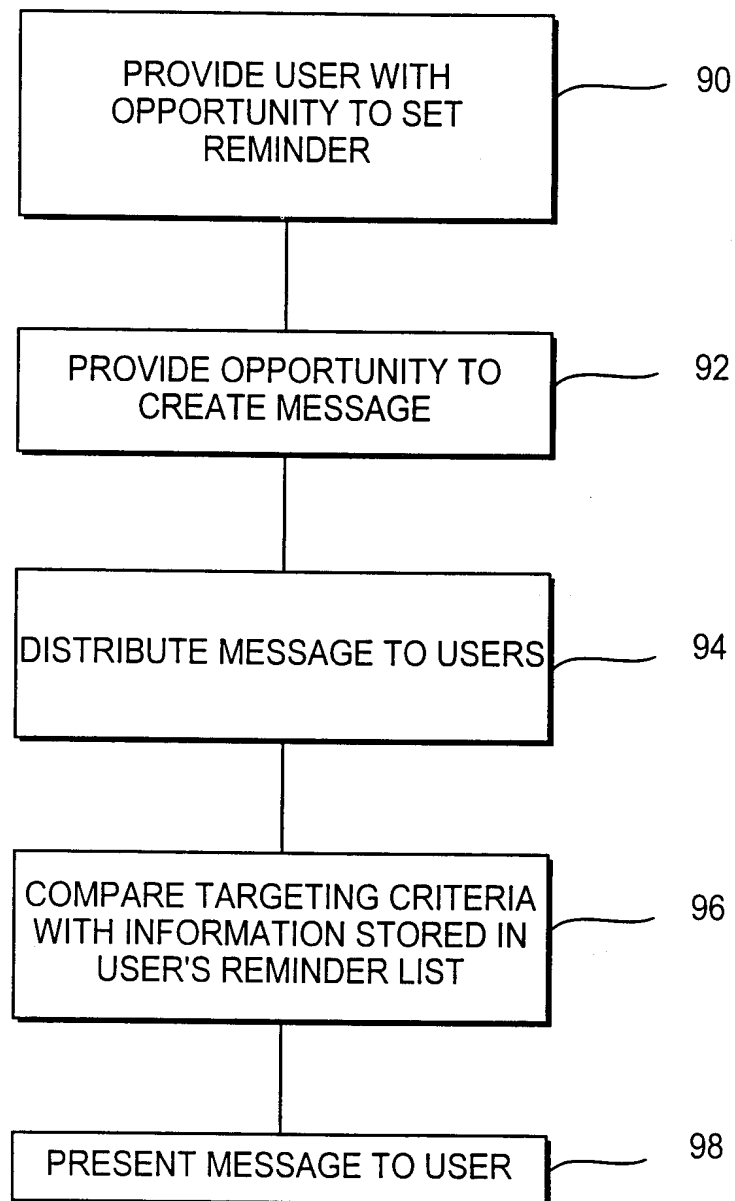 PROVIDE USER WITH
OPPORTUNITY TO SET
REMINDER
90
PROVIDE OPPORTUNITY TO
CREATE MESSAGE
92
DISTRIBUTE MESSAGE TO USERS
94
COMPARE TARGETING CRITERIA
WITH INFORMATION STORED IN
USER'S REMINDER LIST
96
PRESENT MESSAGE TO USER
98